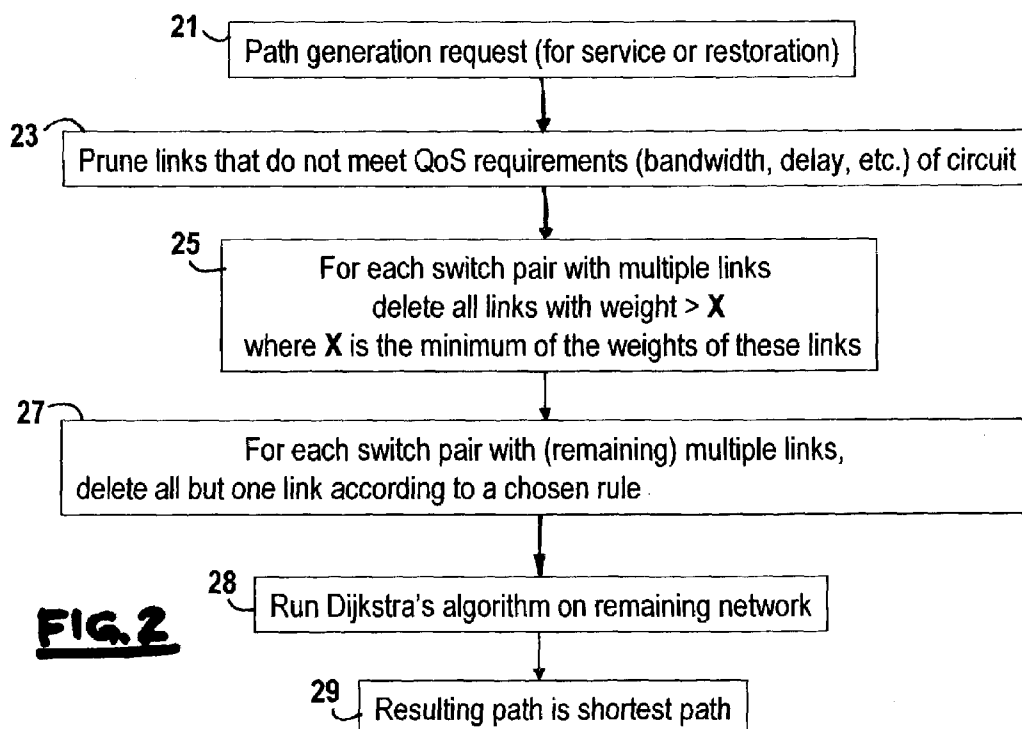 21
Path generation request (for service or restoration)
23
Prune links that do not meet QoS requirements (bandwidth, delay, etc.) of circuit
25
For each switch pair with multiple links
delete all links with weight > X
where X is the minimum of the weights of these links
27
For each switch pair with (remaining) multiple links,
delete all but one link according to a chosen rule
28
Run Dijkstra's algorithm on remaining network
FIG. 2
29
Resulting path is shortest path